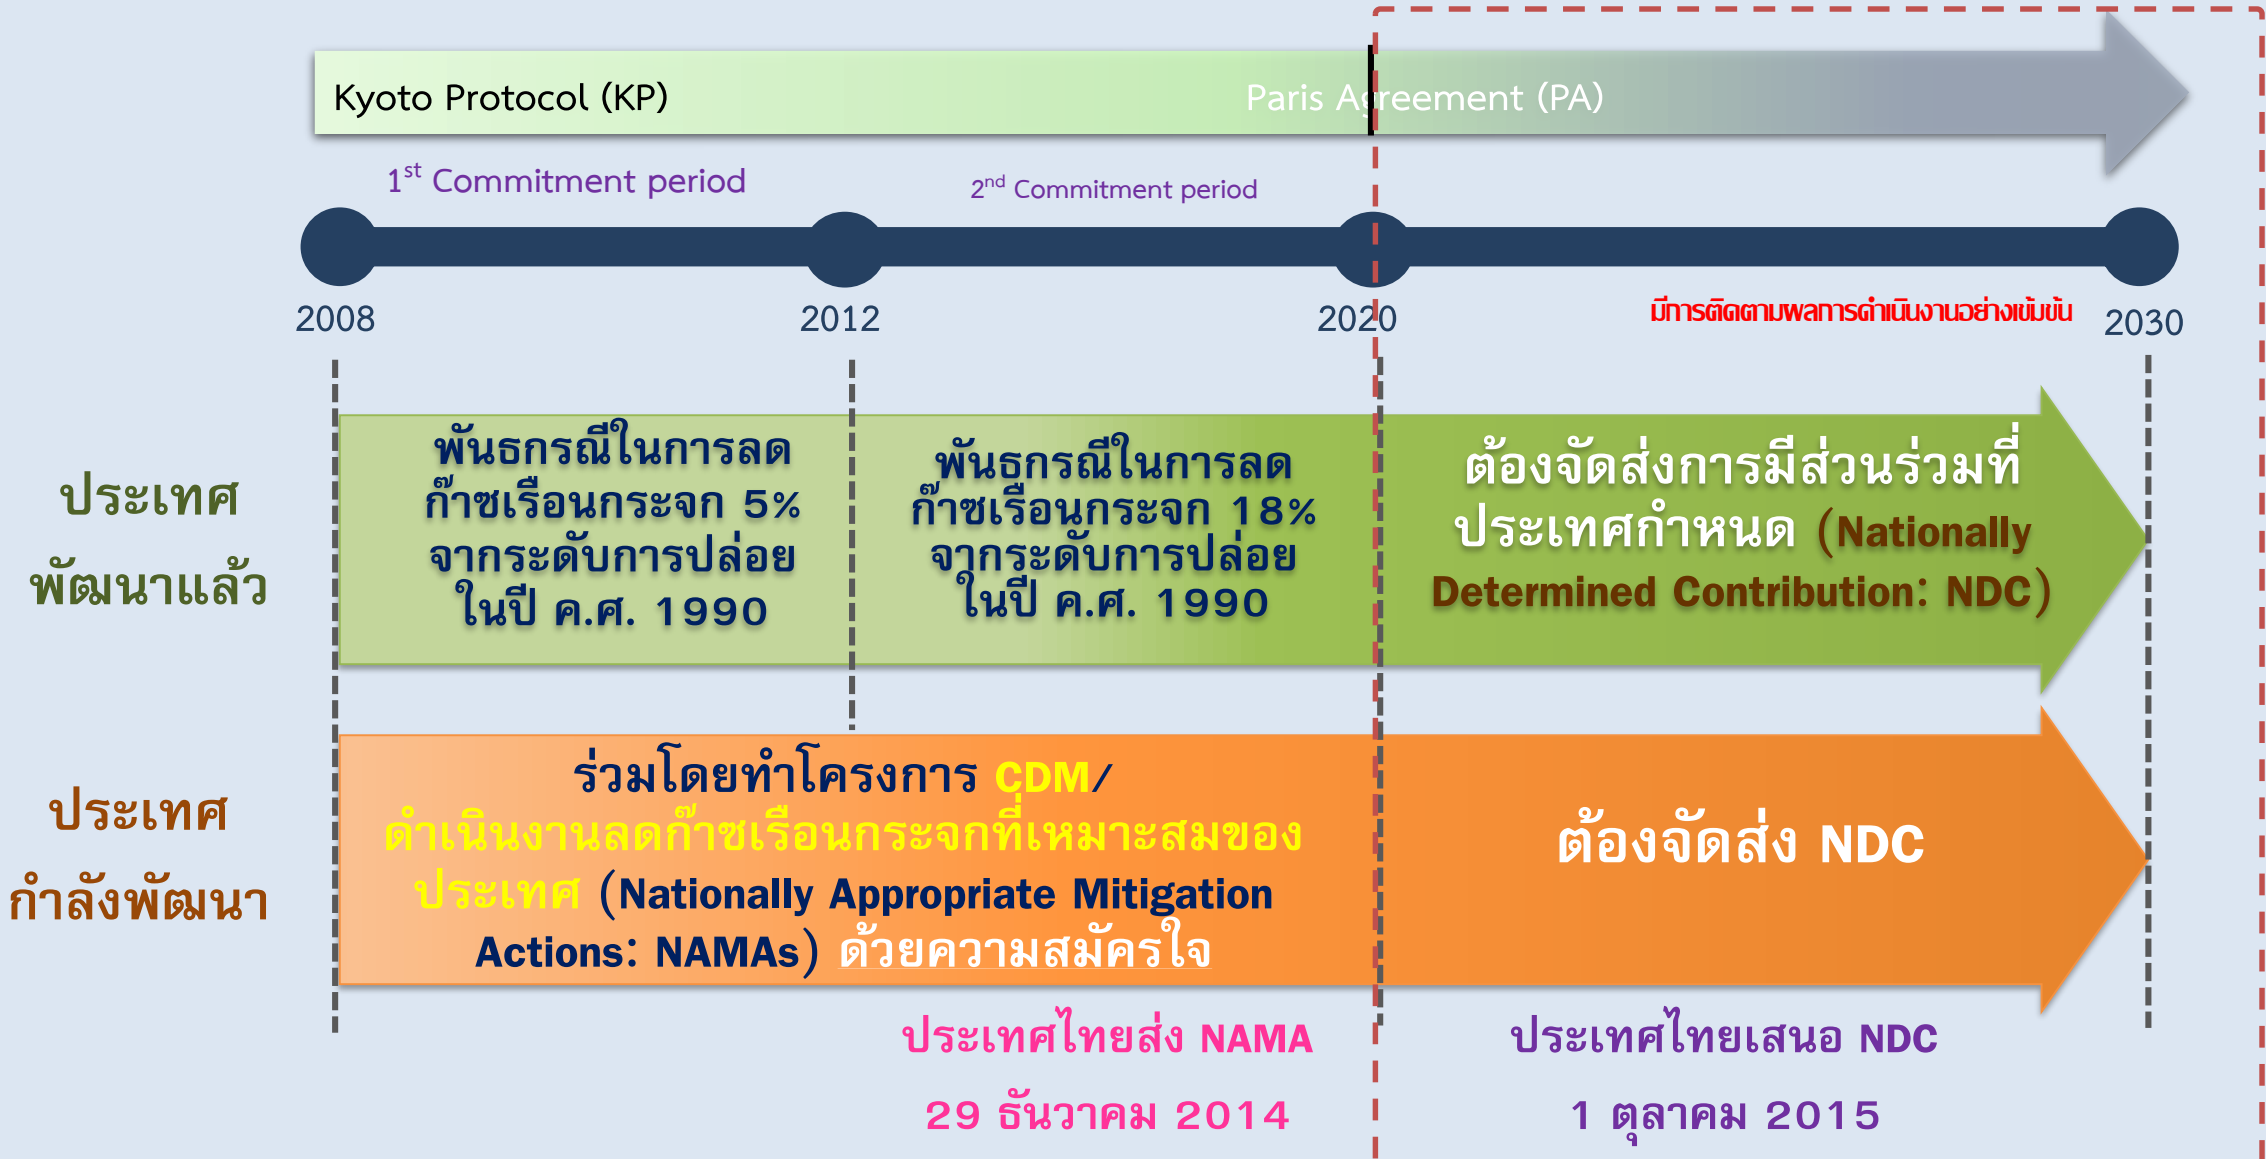 Kyoto Protocol (KP)
Paris Agreement (PA)
1st Commitment period
2nd Commitment period
2008
2012
2020
มีการติดตามผลการดำเนินงานอย่างเข้มข้น
2030
ประเทศ
พัฒนาแล้ว
พันธกรณีในการลด
ก๊าซเรือนกระจก 5%
จากระดับการปล่อย
ในปี ค.ศ. 1990
พันธกรณีในการลด
ก๊าซเรือนกระจก 18%
จากระดับการปล่อย
ในปี ค.ศ. 1990
ต้องจัดส่งการมีส่วนร่วมที่
ประเทศกำหนด (Nationally
Determined Contribution: NDC)
ประเทศ
กำลังพัฒนา
ร่วมโดยทำโครงการ CDM/
ดำเนินงานลดก๊าซเรือนกระจกที่เหมาะสมของ
ประเทศ (Nationally Appropriate Mitigation
Actions: NAMAs) ด้วยความสมัครใจ
ต้องจัดส่ง NDC
ประเทศไทยส่ง NAMA
29 ธันวาคม 2014
ประเทศไทยเสนอ NDC
1 ตุลาคม 2015